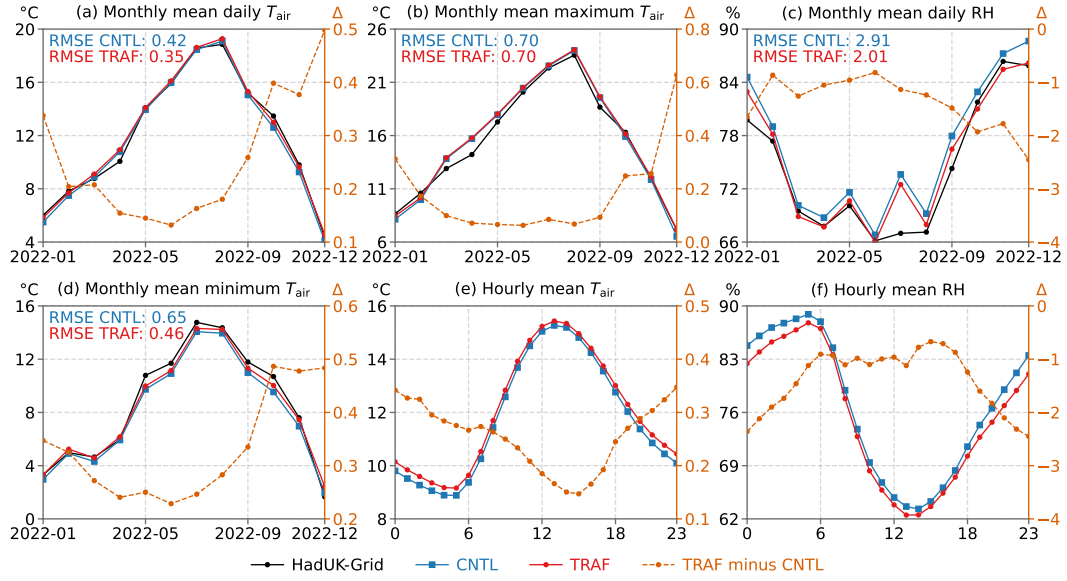 °C (a) Monthly mean daily Tair Δ
RMSE CNTL: 0.42
RMSE TRAF: 0.35
20
16
12
8
4
0.5
0.4
0.3
0.2
0.1
2022-01 2022-05 2022-09 2022-12
°C (b) Monthly mean maximum Tair Δ
RMSE CNTL: 0.70
RMSE TRAF: 0.70
26
21
16
11
6
0.8
0.6
0.4
0.2
0.0
2022-01 2022-05 2022-09 2022-12
% (c) Monthly mean daily RH Δ
RMSE CNTL: 2.91
RMSE TRAF: 2.01
90
84
78
72
66
0
−1
−2
−3
−4
2022-01 2022-05 2022-09 2022-12
°C (d) Monthly mean minimum Tair Δ
RMSE CNTL: 0.65
RMSE TRAF: 0.46
16
12
8
4
0
0.6
0.5
0.4
0.3
0.2
2022-01 2022-05 2022-09 2022-12
°C (e) Hourly mean Tair Δ
16
14
12
10
8
0.5
0.4
0.3
0.2
0.1
0 6 12 18 23
% (f) Hourly mean RH Δ
90
83
76
69
62
0
−1
−2
−3
−4
0 6 12 18 23
HadUK-Grid CNTL TRAF TRAF minus CNTL